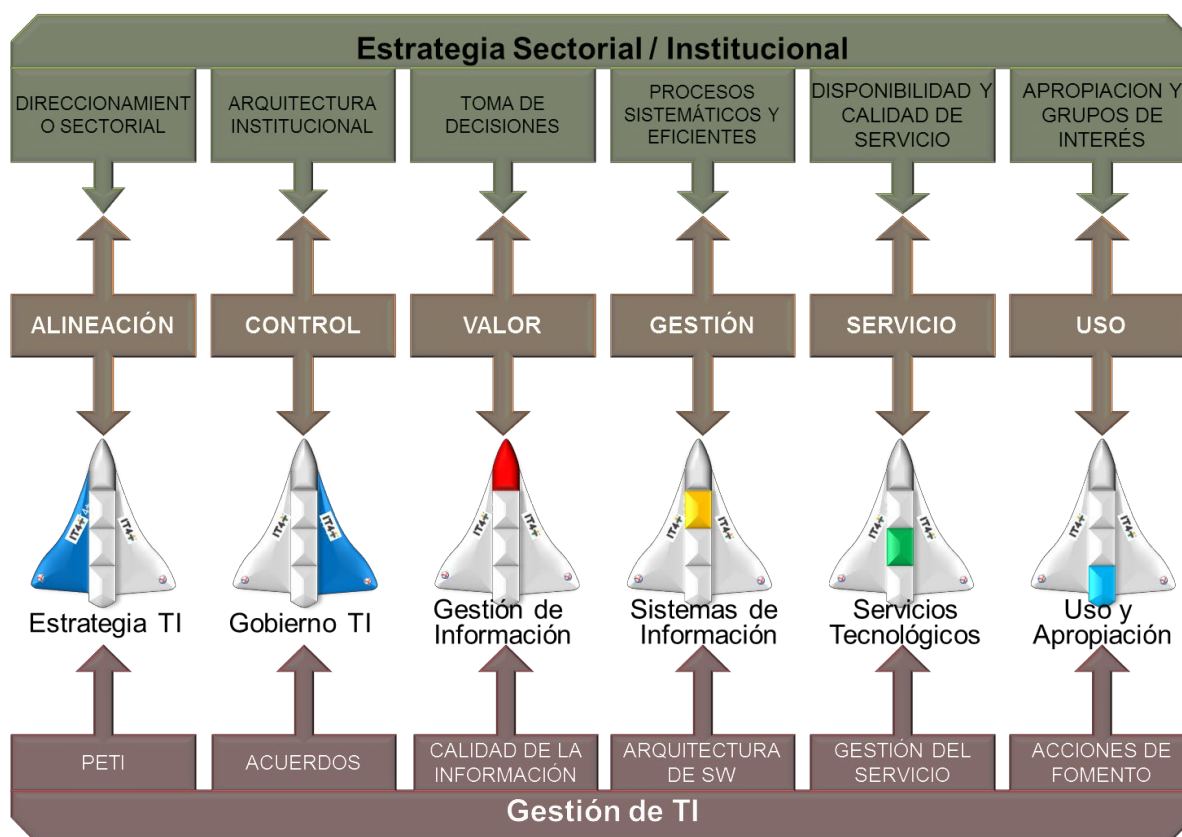 Estrategia Sectorial / Institucional
DIRECCIONAMIENT
O SECTORIAL
ARQUITECTURA
INSTITUCIONAL
TOMA DE
DECISIONES
PROCESOS
SISTEMÁTICOS Y
EFICIENTES
DISPONIBILIDAD Y
CALIDAD DE
SERVICIO
APROPIACION Y
GRUPOS DE
INTERÉS
ALINEACIÓN
CONTROL
VALOR
GESTIÓN
SERVICIO
USO
IT4+
IT4+
IT4+
IT4+
IT4+
IT4+
IT4+
IT4+
IT4+
IT4+
IT4+
IT4+
Estrategia TI
Gobierno TI
Gestión de
Información
Sistemas de
Información
Servicios
Tecnológicos
Uso y
Apropiación
PETI
ACUERDOS
CALIDAD DE LA
INFORMACIÓN
ARQUITECTURA
DE SW
GESTIÓN DEL
SERVICIO
ACCIONES DE
FOMENTO
Gestión de TI